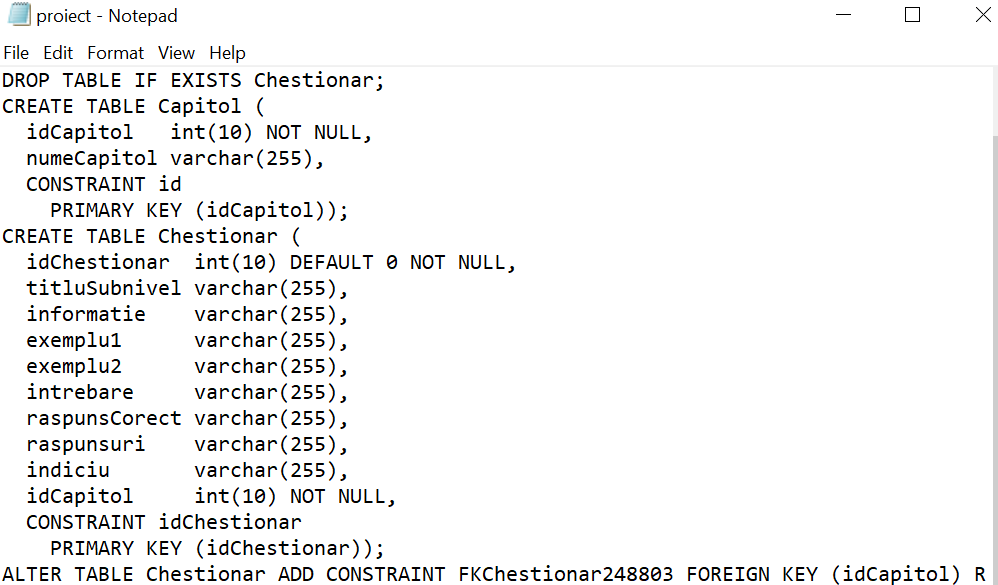 proiect - Notepad
File Edit Format View Help
DROP TABLE IF EXISTS Chestionar;
CREATE TABLE Capitol (
  idCapitol   int(10) NOT NULL,
  numeCapitol varchar(255),
  CONSTRAINT id
    PRIMARY KEY (idCapitol));
CREATE TABLE Chestionar (
  idChestionar  int(10) DEFAULT 0 NOT NULL,
  titluSubnivel varchar(255),
  informatie    varchar(255),
  exemplu1      varchar(255),
  exemplu2      varchar(255),
  intrebare     varchar(255),
  raspunsCorect varchar(255),
  raspunsuri    varchar(255),
  indiciu       varchar(255),
  idCapitol     int(10) NOT NULL,
  CONSTRAINT idChestionar
    PRIMARY KEY (idChestionar));
ALTER TABLE Chestionar ADD CONSTRAINT FKChestionar248803 FOREIGN KEY (idCapitol) R